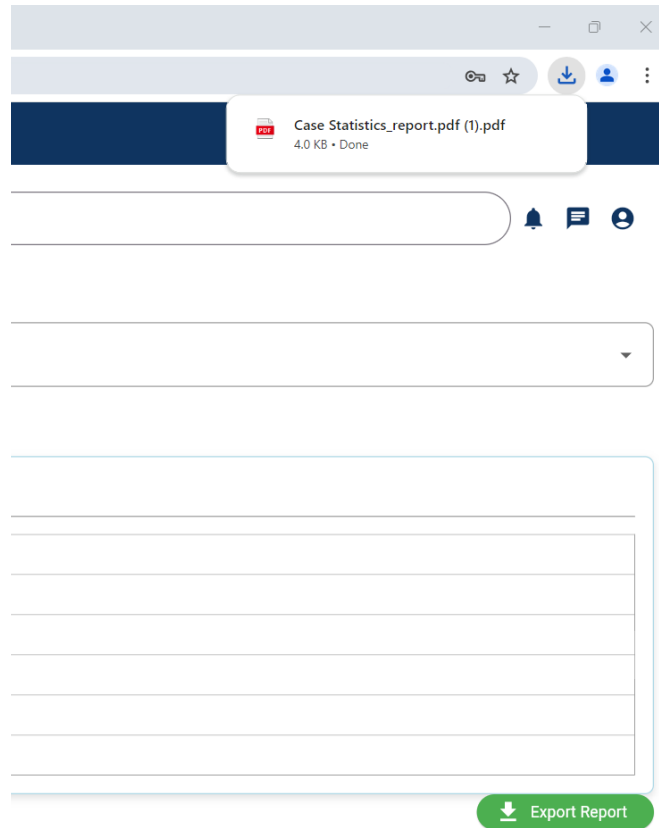 PDF
Case Statistics_report.pdf (1).pdf
4.0 KB • Done
Export Report